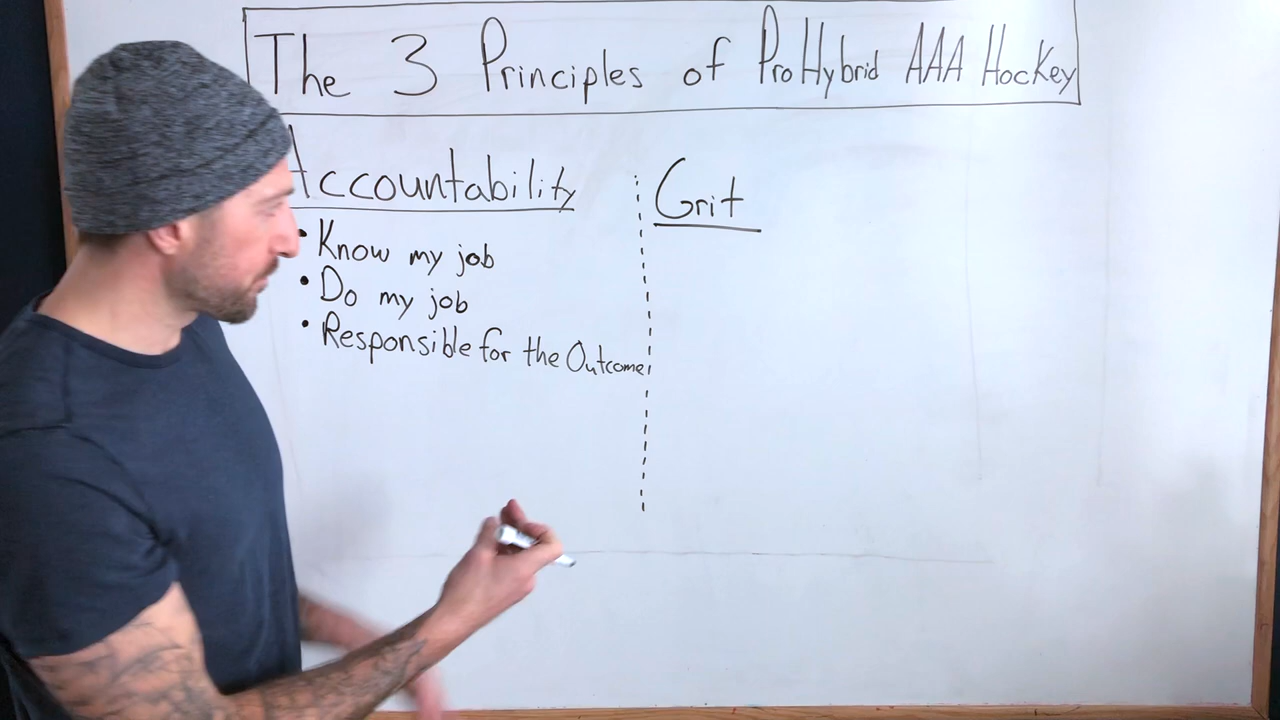 The 3 Principles of ProHybrid AAA Hockey
Accountability
• Know my job
• Do my job
• Responsible for the Outcome
Grit